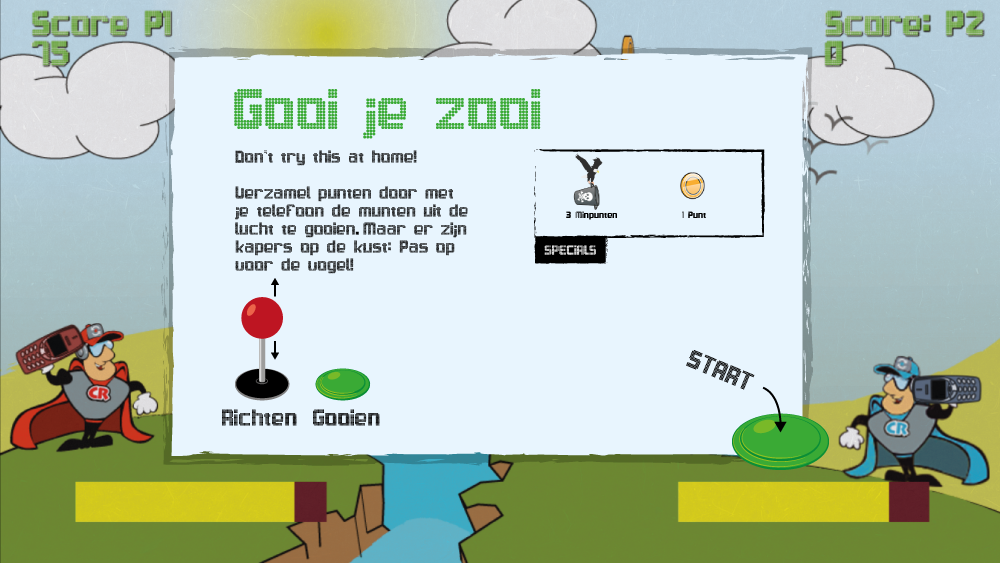 Score P1
75
Score: P2
0
Gooi je zooi
Don't try this at home!
Verzamel punten door met
je telefoon de munten uit de
lucht te gooien. Maar er zijn
kapers op de kust: Pas op
voor de vogel!
3 Minpunten
1 Punt
SPECIALS
START
Richten
Gooien
CR
CR